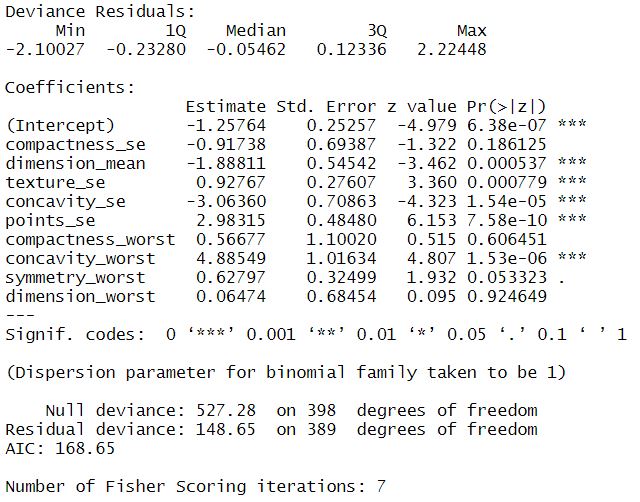 Deviance Residuals:
     Min        1Q    Median        3Q       Max
-2.10027  -0.23280  -0.05462   0.12336   2.22448

Coefficients:
                  Estimate Std. Error z value Pr(>|z|)
(Intercept)       -1.25764    0.25257  -4.979 6.38e-07 ***
compactness_se    -0.91738    0.69387  -1.322 0.186125
dimension_mean    -1.88811    0.54542  -3.462 0.000537 ***
texture_se         0.92767    0.27607   3.360 0.000779 ***
concavity_se      -3.06360    0.70863  -4.323 1.54e-05 ***
points_se          2.98315    0.48480   6.153 7.58e-10 ***
compactness_worst  0.56677    1.10020   0.515 0.606451
concavity_worst    4.88549    1.01634   4.807 1.53e-06 ***
symmetry_worst     0.62797    0.32499   1.932 0.053323 .
dimension_worst    0.06474    0.68454   0.095 0.924649
---
Signif. codes:  0 ‘***’ 0.001 ‘**’ 0.01 ‘*’ 0.05 ‘.’ 0.1 ‘ ’ 1

(Dispersion parameter for binomial family taken to be 1)

    Null deviance: 527.28  on 398  degrees of freedom
Residual deviance: 148.65  on 389  degrees of freedom
AIC: 168.65

Number of Fisher Scoring iterations: 7